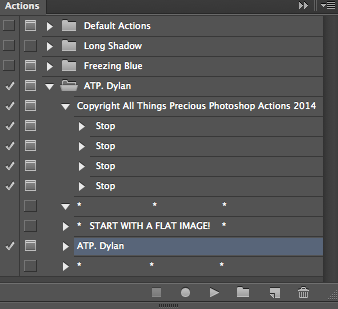 Actions
Default Actions
Long Shadow
Freezing Blue
ATP. Dylan
Copyright All Things Precious Photoshop Actions 2014
Stop
Stop
Stop
Stop
* * *
* START WITH A FLAT IMAGE! *
ATP. Dylan
* * *